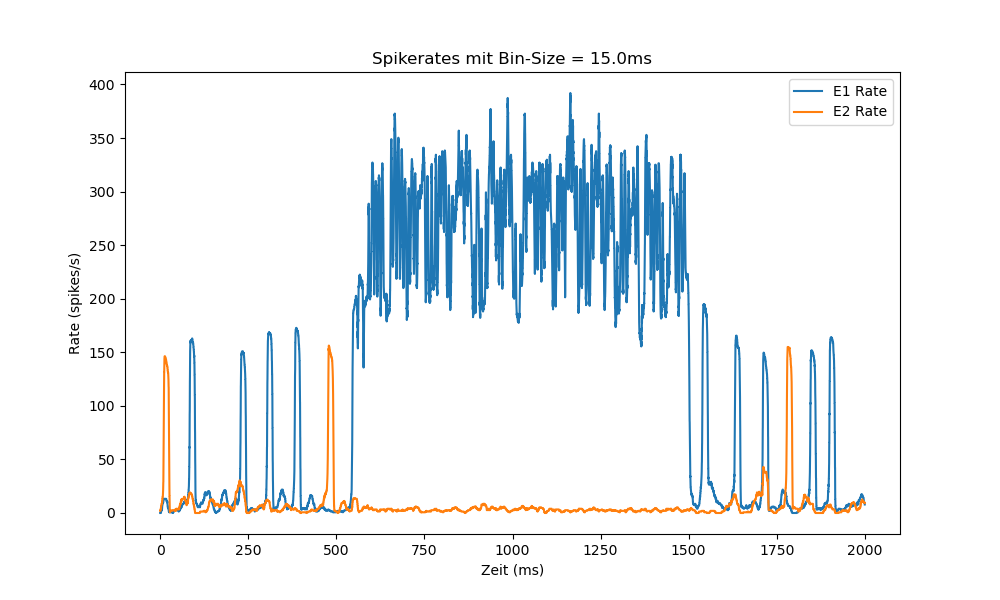 Spikerates mit Bin-Size = 15.0ms
E1 Rate
E2 Rate
Rate (spikes/s)
400
350
300
250
200
150
100
50
0
0 250 500 750 1000 1250 1500 1750 2000
Zeit (ms)